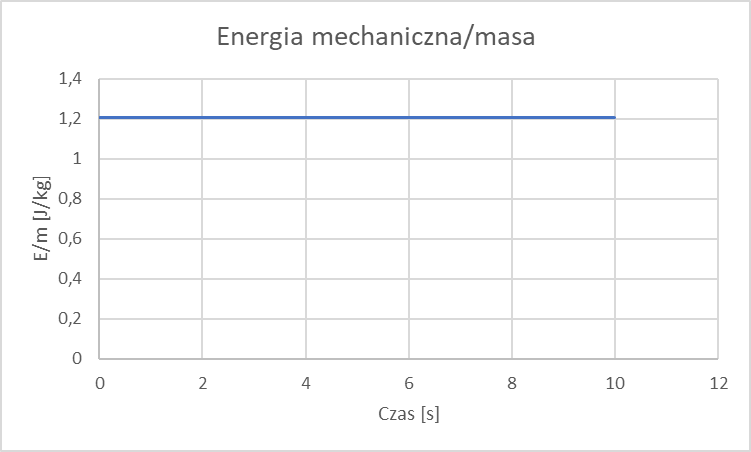 Energia mechaniczna/masa
1,4
1,2
1
0,8
0,6
0,4
0,2
0
E/m [J/kg]
0 2 4 6 8 10 12
Czas [s]